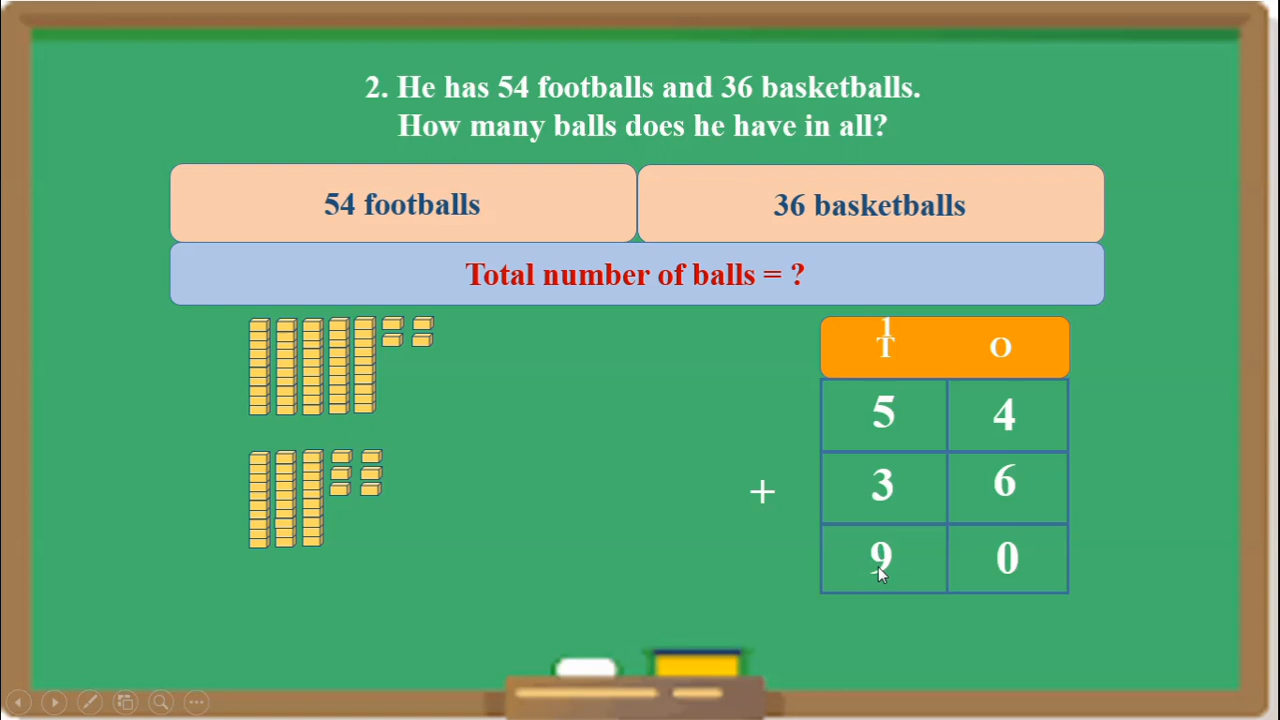 2. He has 54 footballs and 36 basketballs.
How many balls does he have in all?
54 footballs 36 basketballs
Total number of balls = ?
1
T O
5 4
+ 3 6
9 0